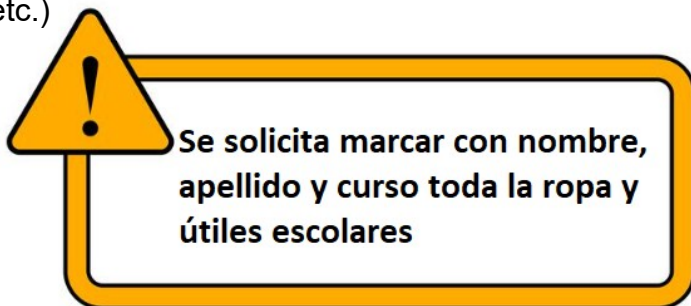 etc.)
!
Se solicita marcar con nombre,
apellido y curso toda la ropa y
útiles escolares